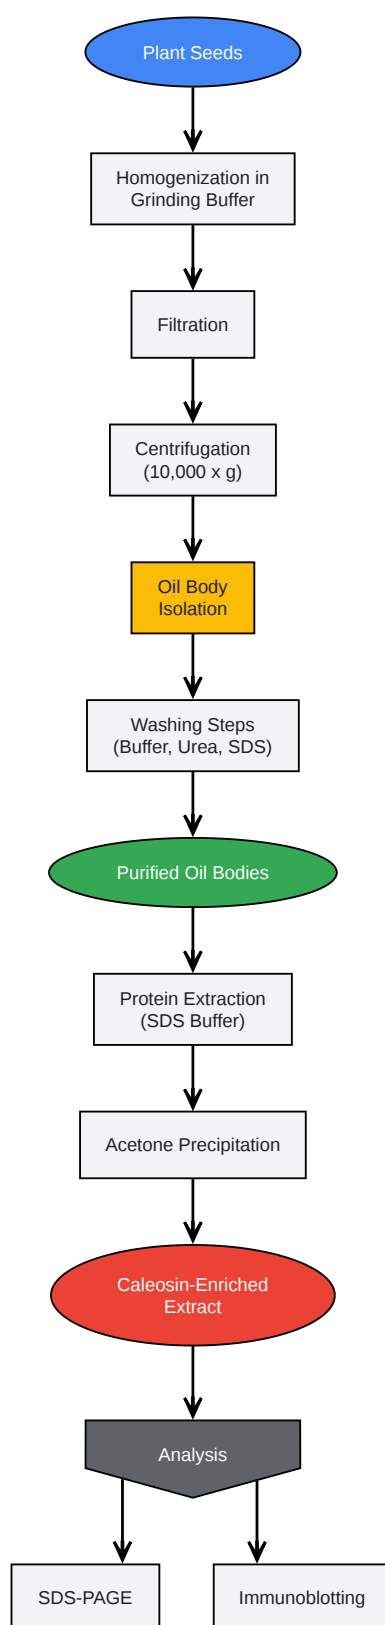 Plant Seeds
Homogenization in
Grinding Buffer
Filtration
Centrifugation
(10,000 x g)
Oil Body
Isolation
Washing Steps
(Buffer, Urea, SDS)
Purified Oil Bodies
Protein Extraction
(SDS Buffer)
Acetone Precipitation
Caleosin-Enriched
Extract
Analysis
SDS-PAGE
Immunoblotting